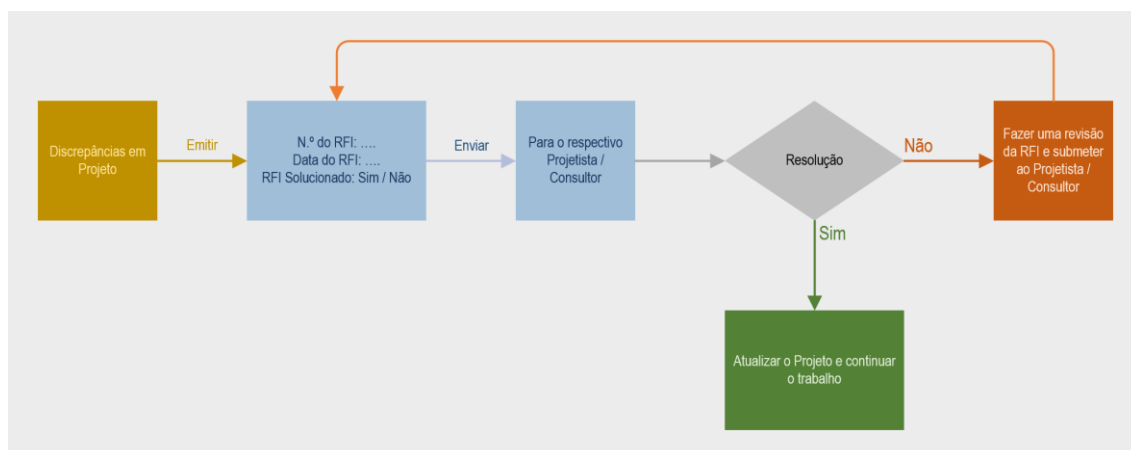 Discrepâncias em
Projeto
Emitir
N.º do RFI: ....
Data do RFI: ....
RFI Solucionado: Sim / Não
Enviar
Para o respectivo
Projetista /
Consultor
Resolução
Não
Fazer uma revisão
da RFI e submeter
ao Projetista /
Consultor
Sim
Atualizar o Projeto e continuar
o trabalho